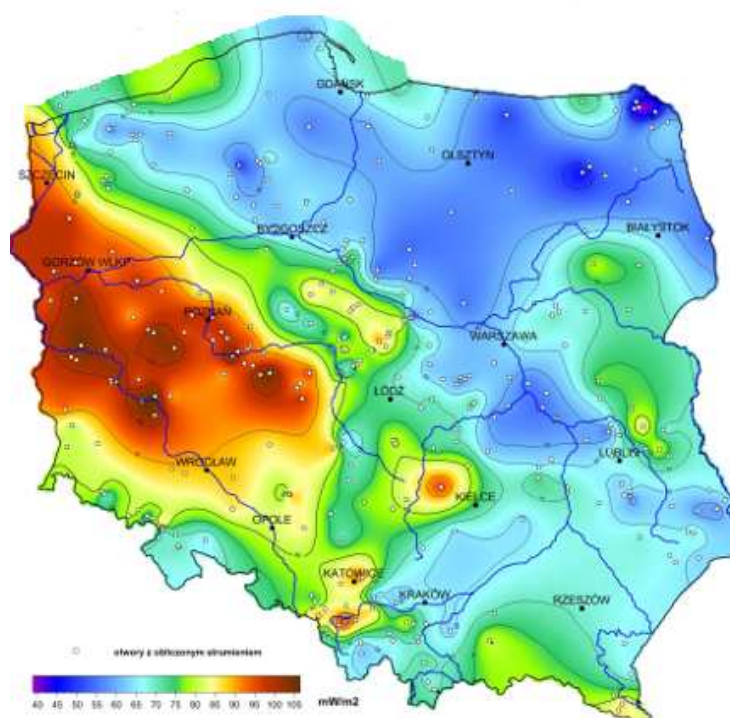 GDAŃSK
OLSZTYN
SZCZECIN
BYDGOSZCZ
BIAŁYSTOK
GORZÓW WLKP
POZNAŃ
WARSZAWA
ŁÓDŹ
LUBLIN
WROCŁAW
KIELCE
OPOLE
KATOWICE
KRAKÓW
RZESZÓW
otwory z obliczonym strumieniem
40 45 50 55 60 65 70 75 80 85 90 95 100 105 mW/m2